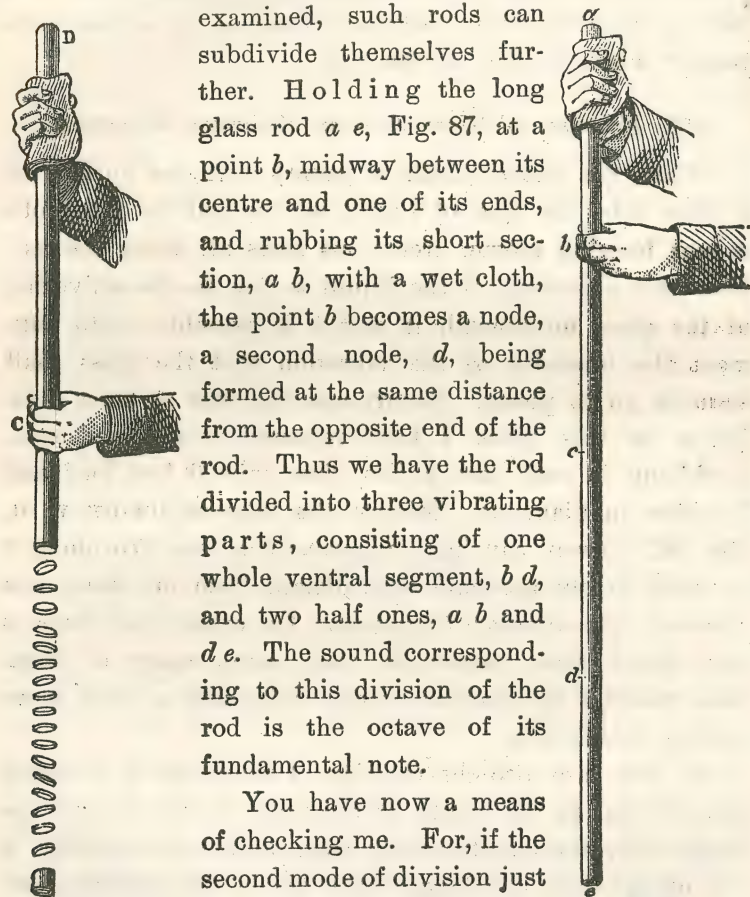 D
C
examined, such rods can
subdivide themselves fur-
ther. Holding the long
glass rod a e, Fig. 87, at a
point b, midway between its
centre and one of its ends,
and rubbing its short sec-
tion, a b, with a wet cloth,
the point b becomes a node,
a second node, d, being
formed at the same distance
from the opposite end of the
rod. Thus we have the rod
divided into three vibrating
parts, consisting of one
whole ventral segment, b d,
and two half ones, a b and
d e. The sound correspond-
ing to this division of the
rod is the octave of its
fundamental note.
You have now a means
of checking me. For, if the
second mode of division just
a
b
c
d
e